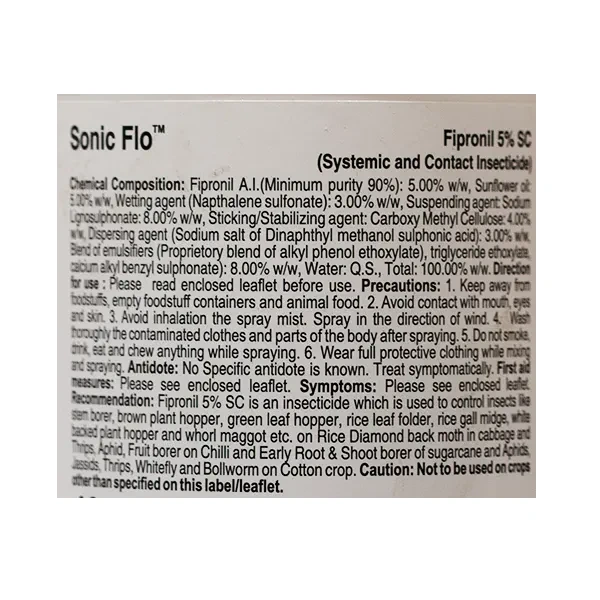 Sonic Flo™
Fipronil 5% SC
(Systemic and Contact Insecticide)
Chemical Composition: Fipronil A.I.(Minimum purity 90%): 5.00% w/w, Sunflower oil:
5.00% w/w, Wetting agent (Napthalene sulfonate): 3.00% w/w, Suspending agent: Sodium
Lignosulphonate: 8.00% w/w, Sticking/Stabilizing agent: Carboxy Methyl Cellulose: 4.00%
w/w, Dispersing agent (Sodium salt of Dinaphthyl methanol sulphonic acid): 3.00% w/w,
Blend of emulsifiers (Proprietory blend of alkyl phenol ethoxylate), triglyceride ethoxylate,
calcium alkyl benzyl sulphonate): 8.00% w/w, Water: Q.S., Total: 100.00% w/w. Direction
for use : Please read enclosed leaflet before use. Precautions: 1. Keep away from
foodstuffs, empty foodstuff containers and animal food. 2. Avoid contact with mouth, eyes
and skin. 3. Avoid inhalation the spray mist. Spray in the direction of wind. 4. Wash
thoroughly the contaminated clothes and parts of the body after spraying. 5. Do not smoke,
drink, eat and chew anything while spraying. 6. Wear full protective clothing while mixing
and spraying. Antidote: No Specific antidote is known. Treat symptomatically. First aid
measures: Please see enclosed leaflet. Symptoms: Please see enclosed leaflet.
Recommendation: Fipronil 5% SC is an insecticide which is used to control insects like
stem borer, brown plant hopper, green leaf hopper, rice leaf folder, rice gall midge, white
backed plant hopper and whorl maggot etc. on Rice Diamond back moth in cabbage and
Thrips, Aphid, Fruit borer on Chilli and Early Root & Shoot borer of sugarcane and Aphids,
Jassids, Thrips, Whitefly and Bollworm on Cotton crop. Caution: Not to be used on crops
other than specified on this label/leaflet.